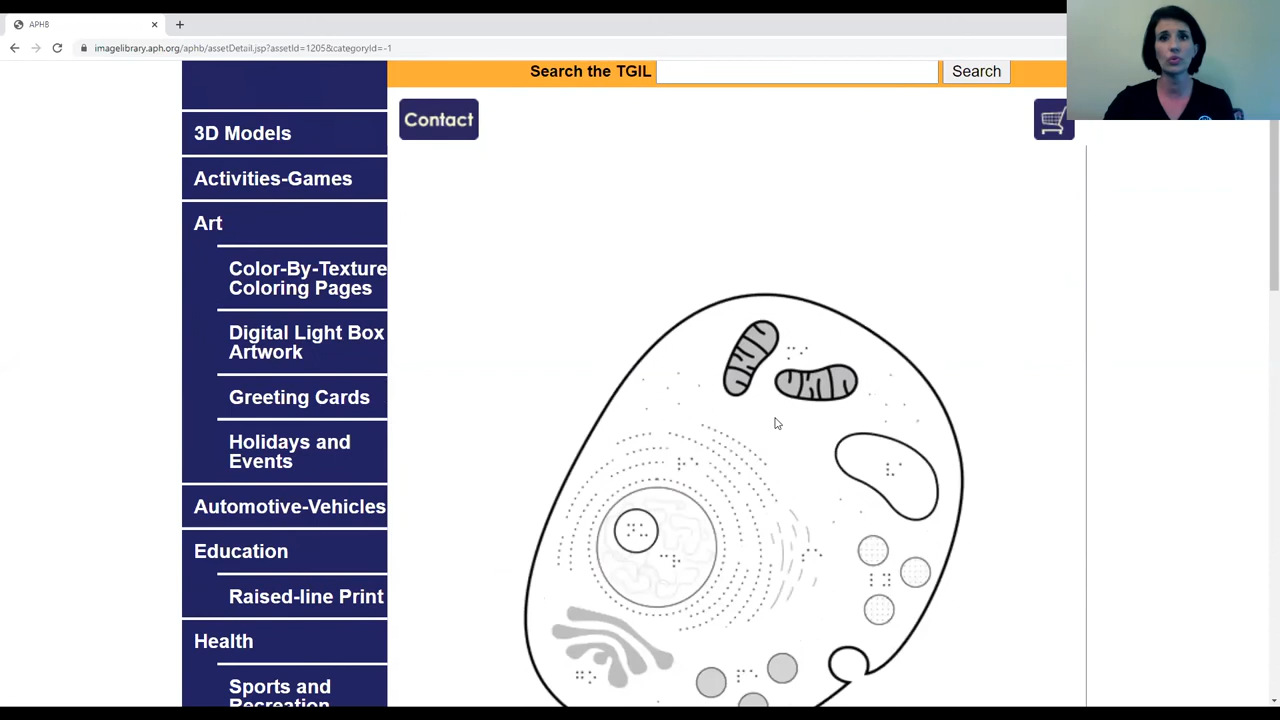 APHB
imagelibrary.aph.org/aphb/assetDetail.jsp?assetId=1205&categoryId=-1
Search the TGIL
Search
Contact
3D Models
Activities-Games
Art
Color-By-Texture
Coloring Pages
Digital Light Box
Artwork
Greeting Cards
Holidays and
Events
Automotive-Vehicles
Education
Raised-line Print
Health
Sports and
Recreation